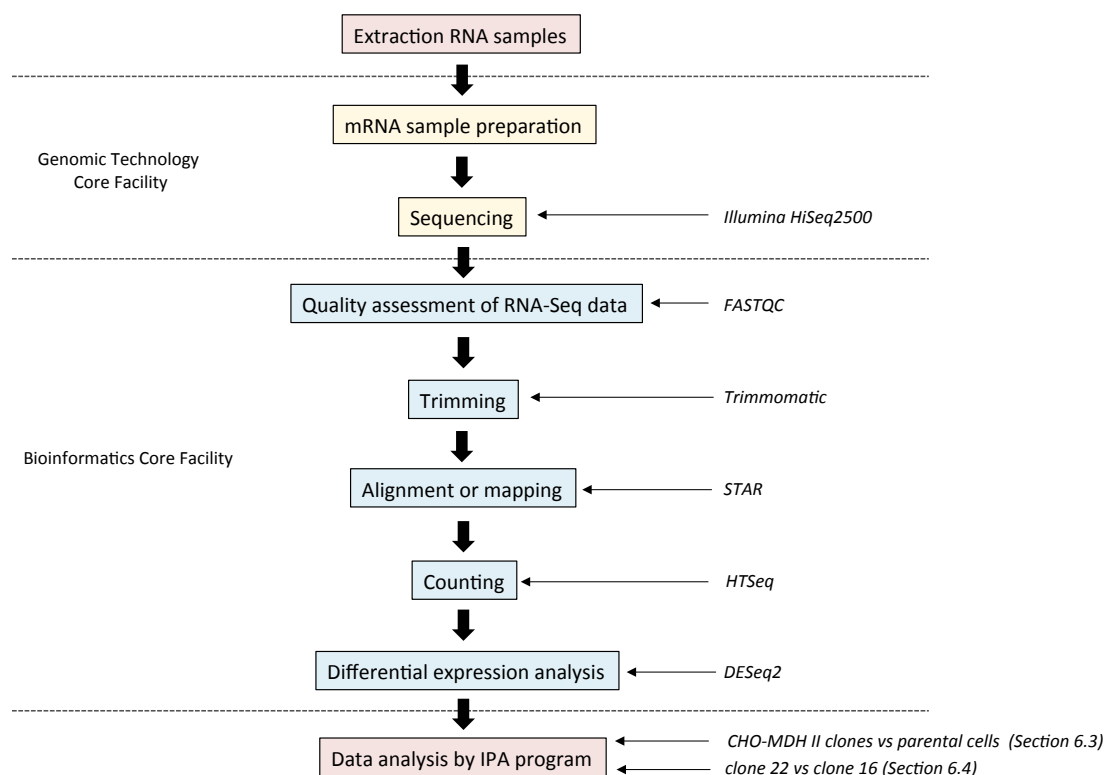 Extraction RNA samples
mRNA sample preparation
Genomic Technology
Core Facility
Sequencing
Illumina HiSeq2500
Quality assessment of RNA-Seq data
FASTQC
Trimming
Trimmomatic
Bioinformatics Core Facility
Alignment or mapping
STAR
Counting
HTSeq
Differential expression analysis
DESeq2
Data analysis by IPA program
CHO-MDH II clones vs parental cells (Section 6.3)
clone 22 vs clone 16 (Section 6.4)